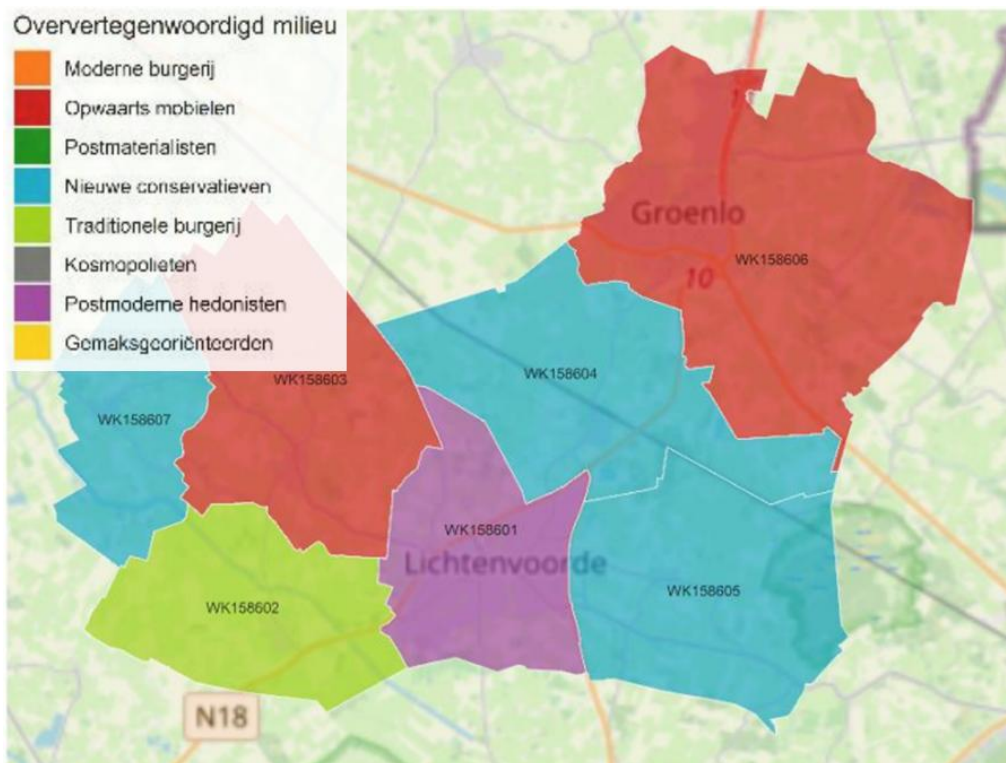 Oververtegenwoordigd milieu
Moderne burgerij
Opwaarts mobielen
Postmaterialisten
Nieuwe conservatieven
Traditionele burgerij
Kosmopolieten
Postmoderne hedonisten
Gemaksgeoriënteerden
Groenlo
WK158606
10
WK158604
WK158603
WK158607
WK158601
Lichtenvoorde
WK158605
WK158602
N18